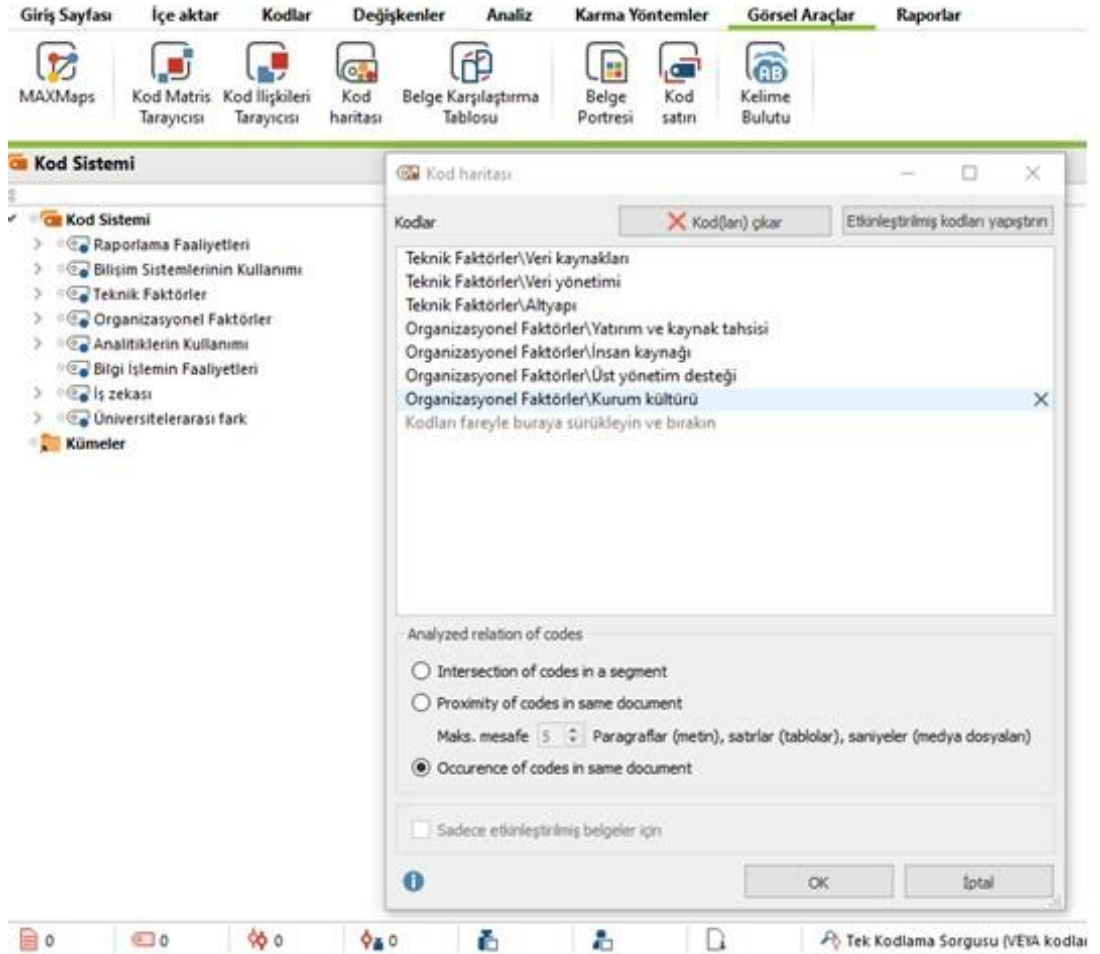 Giriş Sayfası İçe aktar Kodlar Değişkenler Analiz Karma Yöntemler Görsel Araçlar Raporlar
MAXMaps Kod Matris Tarayıcısı Kod İlişkileri Tarayıcısı Kod haritası Belge Karşılaştırma Tablosu Belge Portresi Kod satırı Kelime Bulutu
Kod Sistemi
Kod Sistemi
Raporlama Faaliyetleri
Bilişim Sistemlerinin Kullanımı
Teknik Faktörler
Organizasyonel Faktörler
Analitiklerin Kullanımı
Bilgi İşlemin Faaliyetleri
İş zekası
Üniversitelerarası fark
Kümeler
Kod haritası
Kodlar Kod(ları) çıkar Etkinleştirilmiş kodları yapıştırın
Teknik Faktörler\Veri kaynakları
Teknik Faktörler\Veri yönetimi
Teknik Faktörler\Altyapı
Organizasyonel Faktörler\Yatırım ve kaynak tahsisi
Organizasyonel Faktörler\İnsan kaynağı
Organizasyonel Faktörler\Üst yönetim desteği
Organizasyonel Faktörler\Kurum kültürü
Kodları fareyle buraya sürükleyin ve bırakın
Analyzed relation of codes
Intersection of codes in a segment
Proximity of codes in same document
Maks. mesafe 5 Paragraflar (metin), satırlar (tablolar), saniyeler (medya dosyaları)
Occurence of codes in same document
Sadece etkinleştirilmiş belgeler için
OK İptal
0 0 0 0 Tek Kodlama Sorgusu (VEYA kodla